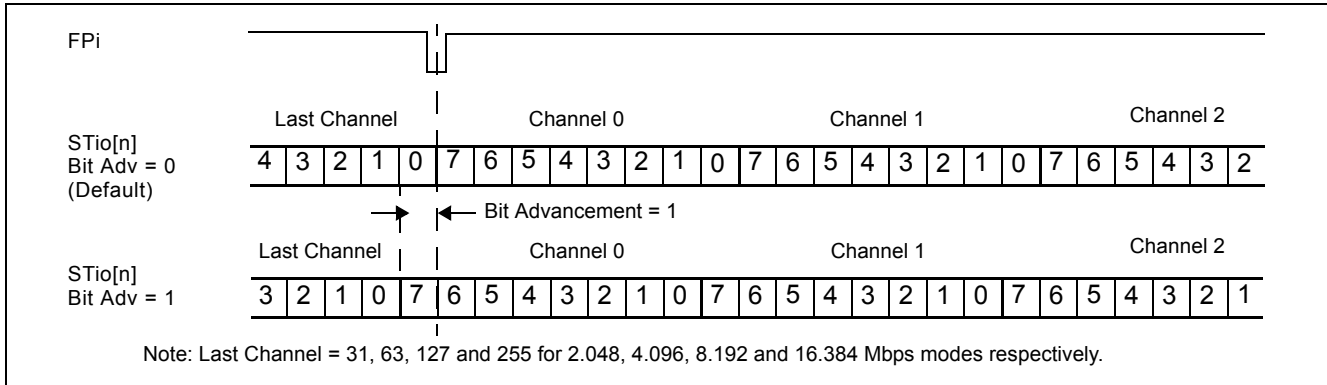 FPi
Last Channel Channel 0 Channel 1 Channel 2
STio[n]
Bit Adv = 0
(Default)
4 3 2 1 0 7 6 5 4 3 2 1 0 7 6 5 4 3 2 1 0 7 6 5 4 3 2
Bit Advancement = 1
Last Channel Channel 0 Channel 1 Channel 2
STio[n]
Bit Adv = 1
3 2 1 0 7 6 5 4 3 2 1 0 7 6 5 4 3 2 1 0 7 6 5 4 3 2 1
Note: Last Channel = 31, 63, 127 and 255 for 2.048, 4.096, 8.192 and 16.384 Mbps modes respectively.